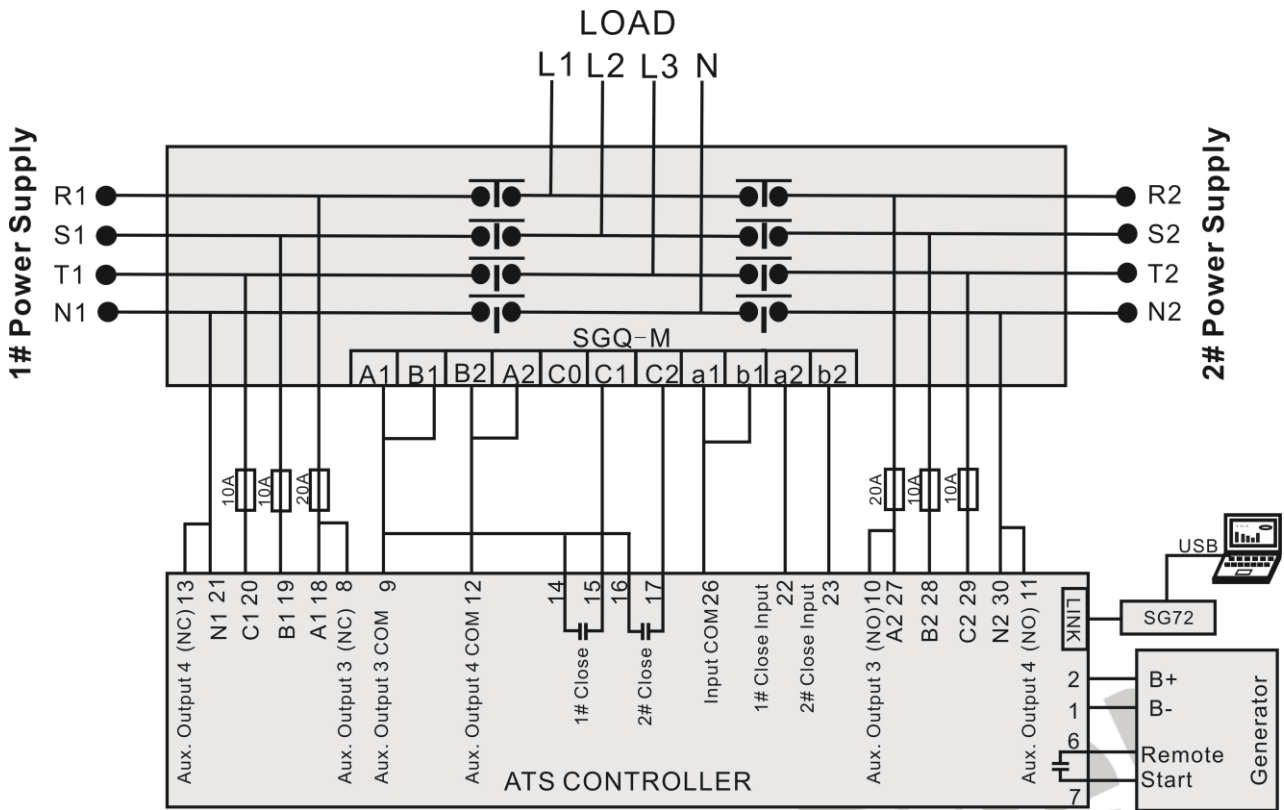 LOAD
L1 L2 L3 N
1# Power Supply
R1
S1
T1
N1
2# Power Supply
R2
S2
T2
N2
SGQ-M
A1 B1 B2 A2 C0 C1 C2 a1 b1 a2 b2
10A
10A
20A
20A
10A
10A
USB
SG72
LINK
Aux. Output 4 (NC) 13
N1 21
C1 20
B1 19
A1 18
Aux. Output 3 (NC) 8
Aux. Output 3 COM 9
Aux. Output 4 COM 12
14
15
1# Close
16
17
2# Close
Input COM 26
1# Close Input 22
2# Close Input 23
Aux. Output 3 (NO) 10
A2 27
B2 28
C2 29
N2 30
Aux. Output 4 (NO) 11
2
1
6
7
B+
B-
Remote
Start
Generator
ATS CONTROLLER